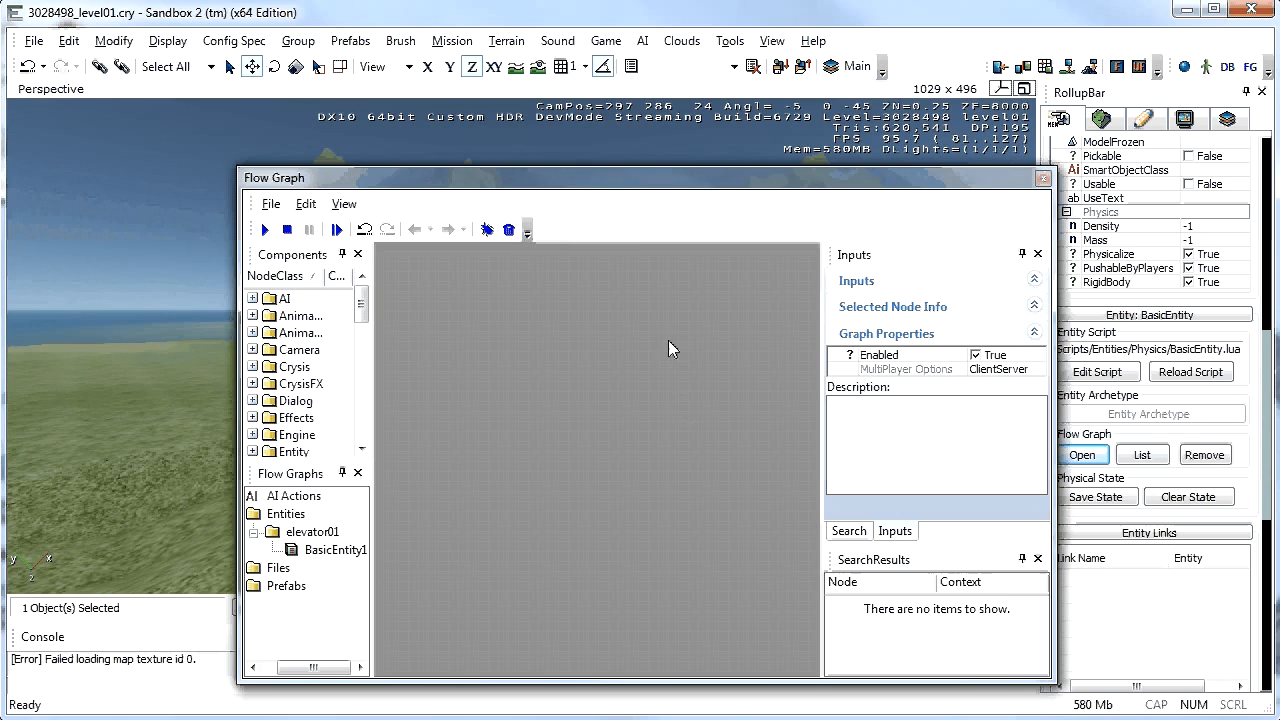 3028498_level01.cry - Sandbox 2 (tm) (x64 Edition)
File Edit Modify Display Config Spec Group Prefabs Brush Mission Terrain Sound Game AI Clouds Tools View Help
Select All View X Y Z XY 1 Main DB FG
Perspective 1029 x 496
RollupBar
CamPos=297 286 24 Angl= -5 0 -45 ZN=0.25 ZF=8000
DX10 64bit Custom HDR DevMode Streaming Build=6729 Level=3028498 level01
Tris:620,541 DP:195
FPS 95.7 ( 81..127)
Mem=580MB DLights=(1/1/1)
ModelFrozen
? Pickable False
Ai SmartObjectClass
? Usable False
ab UseText
Physics
n Density -1
n Mass -1
? Physicalize True
? PushableByPlayers True
? RigidBody True
Entity: BasicEntity
Entity Script
Scripts/Entities/Physics/BasicEntity.lua
Edit Script Reload Script
Entity Archetype
Entity Archetype
Flow Graph
Open List Remove
Physical State
Save State Clear State
Entity Links
Link Name Entity
Flow Graph
File Edit View
Components
NodeClass C...
AI
Anima...
Anima...
Camera
Crysis
CrysisFX
Dialog
Effects
Engine
Entity
Flow Graphs
AI AI Actions
Entities
elevator01
BasicEntity1
Files
Prefabs
Inputs
Inputs
Selected Node Info
Graph Properties
? Enabled True
MultiPlayer Options ClientServer
Description:
Search Inputs
SearchResults
Node Context
There are no items to show.
y x
z
1 Object(s) Selected
Console
[Error] Failed loading map texture id 0.
Ready 580 Mb CAP NUM SCRL